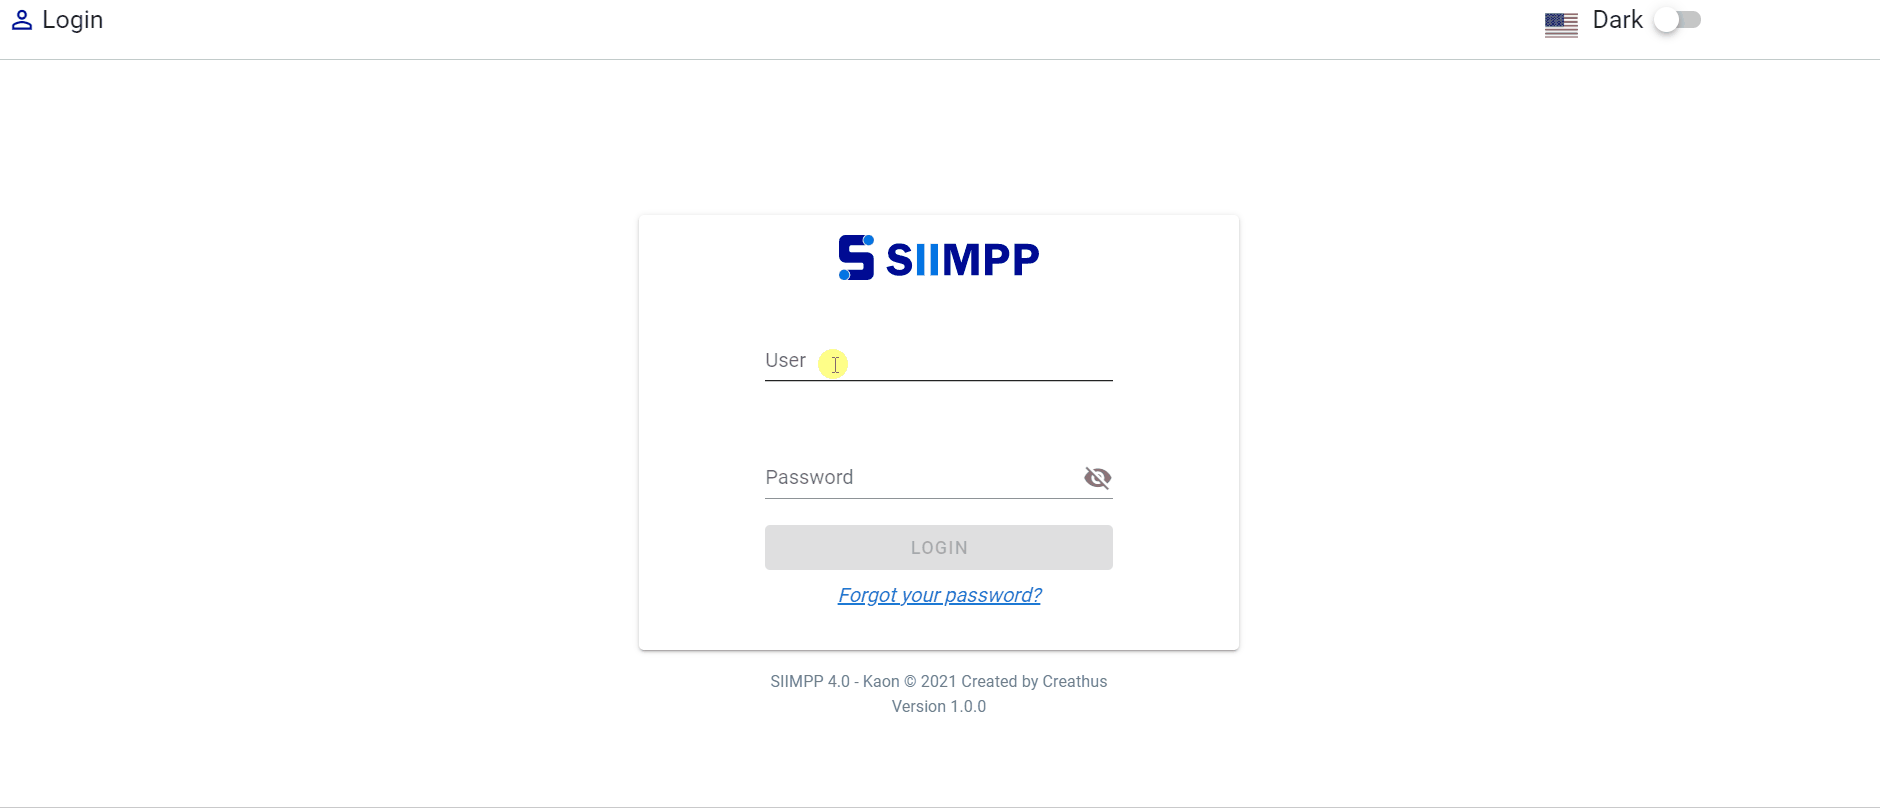 Login
Dark
SIIMPP
User
Password
LOGIN
Forgot your password?
SIIMPP 4.0 - Kaon © 2021 Created by Creathus
Version 1.0.0